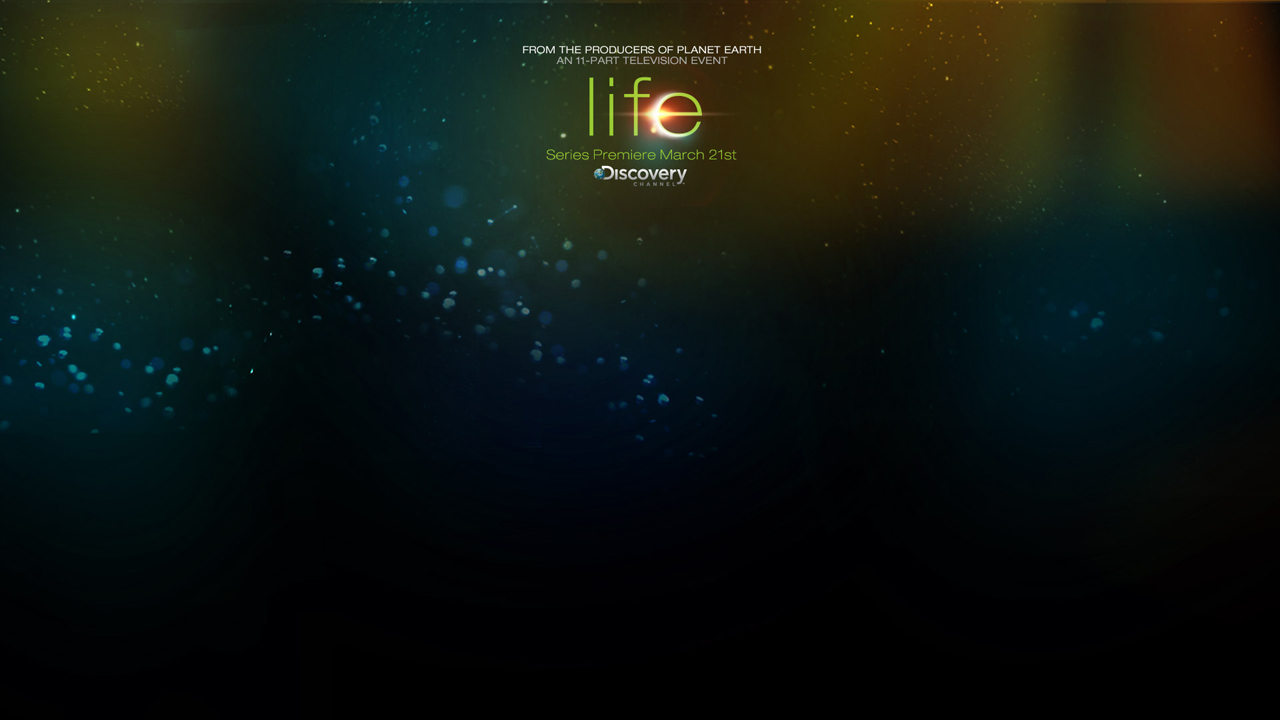 FROM THE PRODUCERS OF PLANET EARTH
AN 11-PART TELEVISION EVENT
life
Series Premiere March 21st
Discovery
CHANNEL